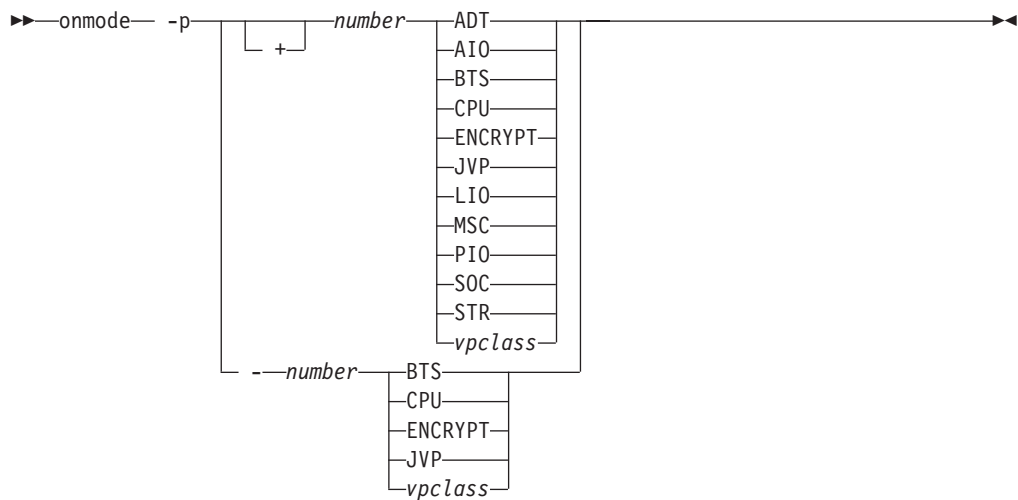 onmode -p + number ADT
AIO
BTS
CPU
ENCRYPT
JVP
LIO
MSC
PIO
SOC
STR
vpclass
- number BTS
CPU
ENCRYPT
JVP
vpclass